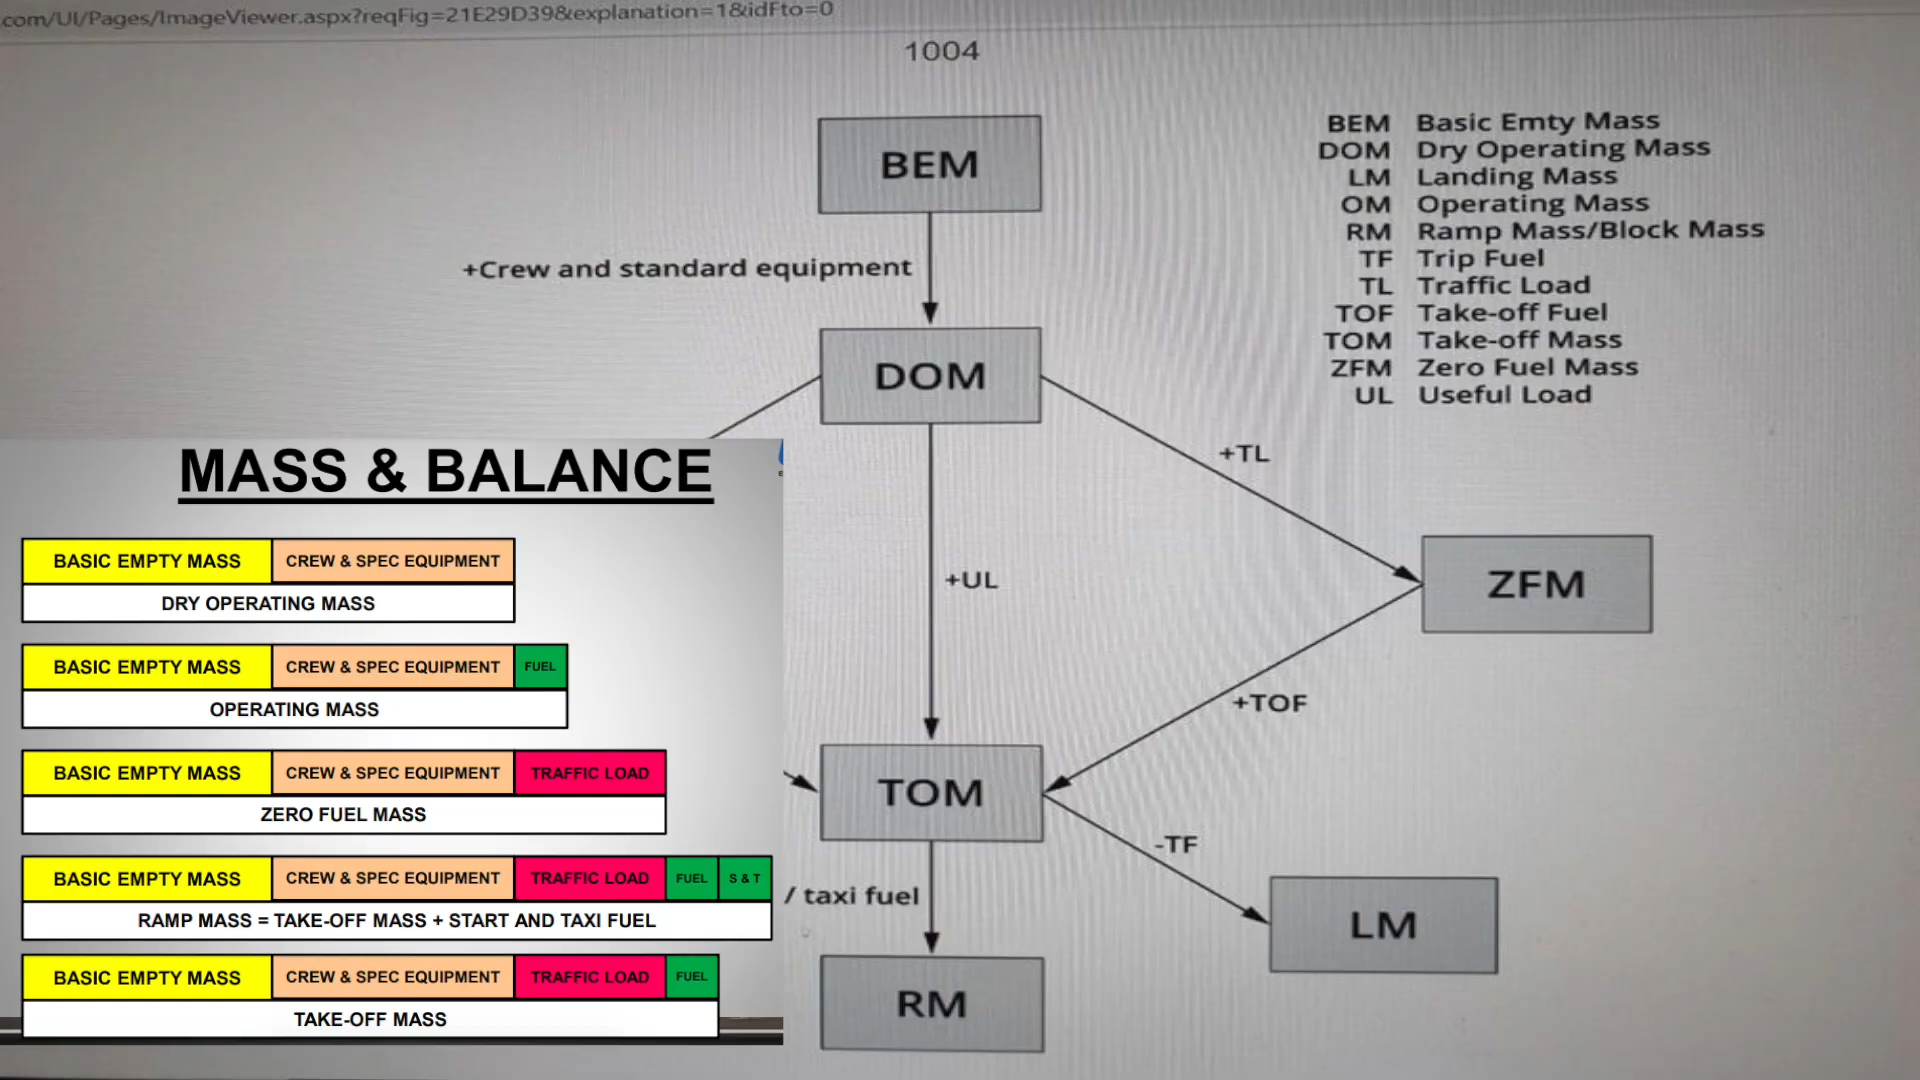 .com/UI/Pages/ImageViewer.aspx?reqFig=21E29D39&explanation=1&idFto=0
1004
BEM
+Crew and standard equipment
DOM
BEM Basic Emty Mass
DOM Dry Operating Mass
LM Landing Mass
OM Operating Mass
RM Ramp Mass/Block Mass
TF Trip Fuel
TL Traffic Load
TOF Take-off Fuel
TOM Take-off Mass
ZFM Zero Fuel Mass
UL Useful Load
+TL
+UL
ZFM
+TOF
TOM
-TF
/ taxi fuel
LM
RM
MASS & BALANCE
BASIC EMPTY MASS CREW & SPEC EQUIPMENT
DRY OPERATING MASS
BASIC EMPTY MASS CREW & SPEC EQUIPMENT FUEL
OPERATING MASS
BASIC EMPTY MASS CREW & SPEC EQUIPMENT TRAFFIC LOAD
ZERO FUEL MASS
BASIC EMPTY MASS CREW & SPEC EQUIPMENT TRAFFIC LOAD FUEL S & T
RAMP MASS = TAKE-OFF MASS + START AND TAXI FUEL
BASIC EMPTY MASS CREW & SPEC EQUIPMENT TRAFFIC LOAD FUEL
TAKE-OFF MASS